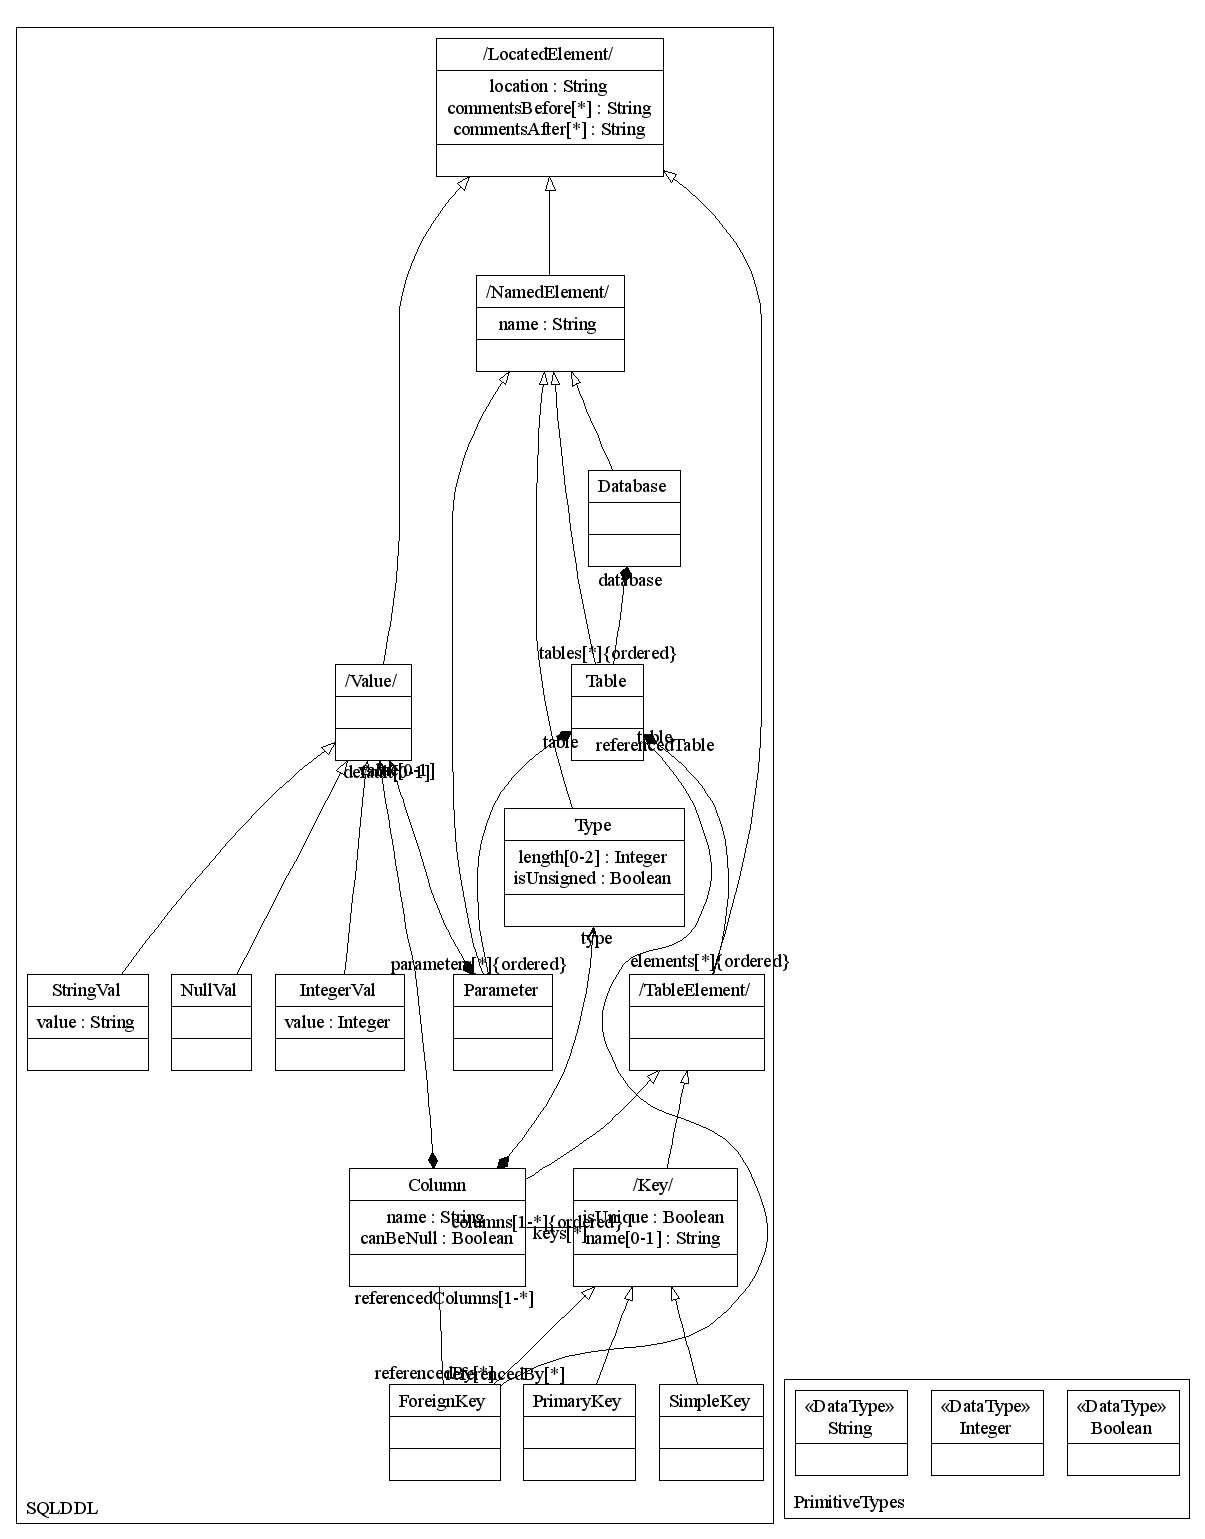 /LocatedElement/
location : String
commentsBefore[*] : String
commentsAfter[*] : String
/NamedElement/
name : String
Database
database
tables[*]{ordered}
/Value/
Table
table
table
referencedTable
default[0-1]
Type
length[0-2] : Integer
isUnsigned : Boolean
type
parameters[*]{ordered}
elements[*]{ordered}
StringVal
NullVal
IntegerVal
Parameter
/TableElement/
value : String
value : Integer
Column
/Key/
name : String
columns[1-*]{ordered}
isUnique : Boolean
canBeNull : Boolean
keys[*]
name[0-1] : String
referencedColumns[1-*]
referencedBy[*]
referencedBy[*]
ForeignKey
PrimaryKey
SimpleKey
«DataType»
String
«DataType»
Integer
«DataType»
Boolean
SQLDDL
PrimitiveTypes